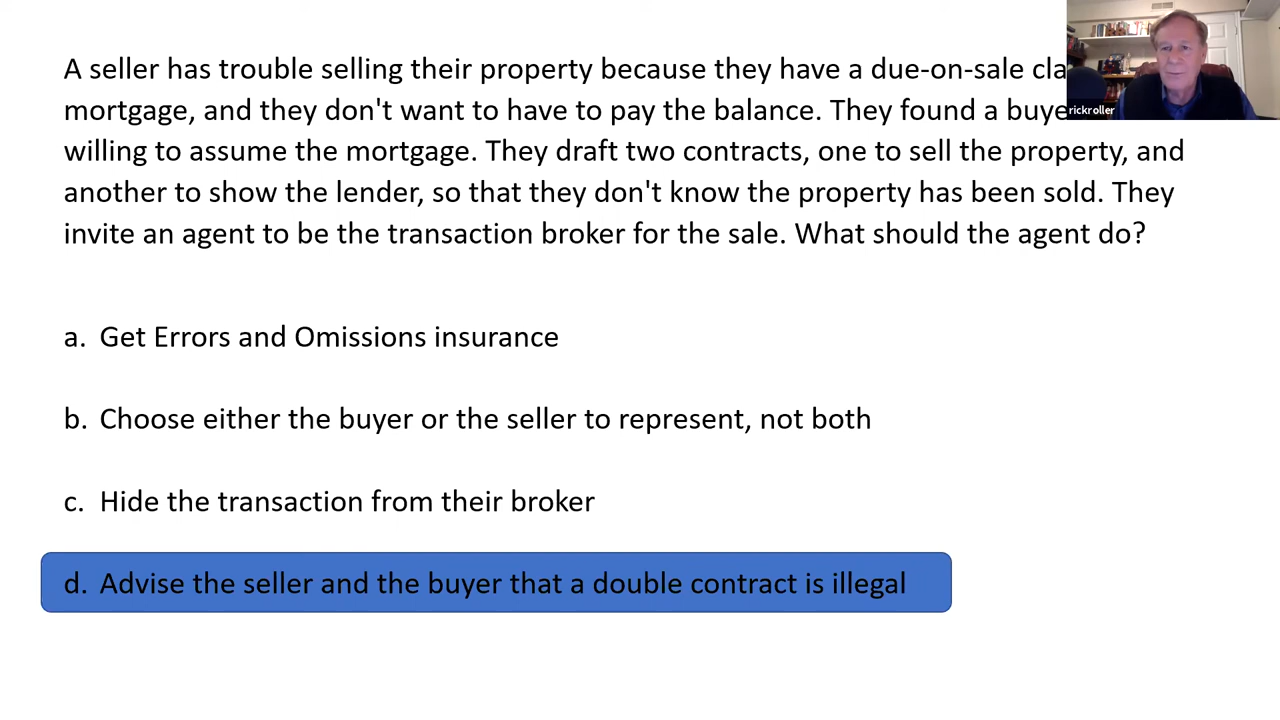 A seller has trouble selling their property because they have a due-on-sale
mortgage, and they don't want to have to pay the balance. They found a
willing to assume the mortgage. They draft two contracts, one to sell the property, and
another to show the lender, so that they don't know the property has been sold. They
invite an agent to be the transaction broker for the sale. What should the agent do?
a. Get Errors and Omissions insurance
b. Choose either the buyer or the seller to represent, not both
c. Hide the transaction from their broker
d. Advise the seller and the buyer that a double contract is illegal
rickroller